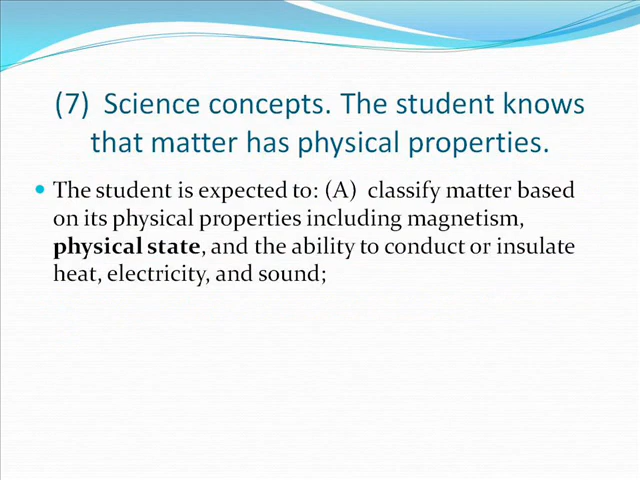 (7)  Science concepts. The student knows
that matter has physical properties.
The student is expected to: (A)  classify matter based
on its physical properties including magnetism,
physical state, and the ability to conduct or insulate
heat, electricity, and sound;